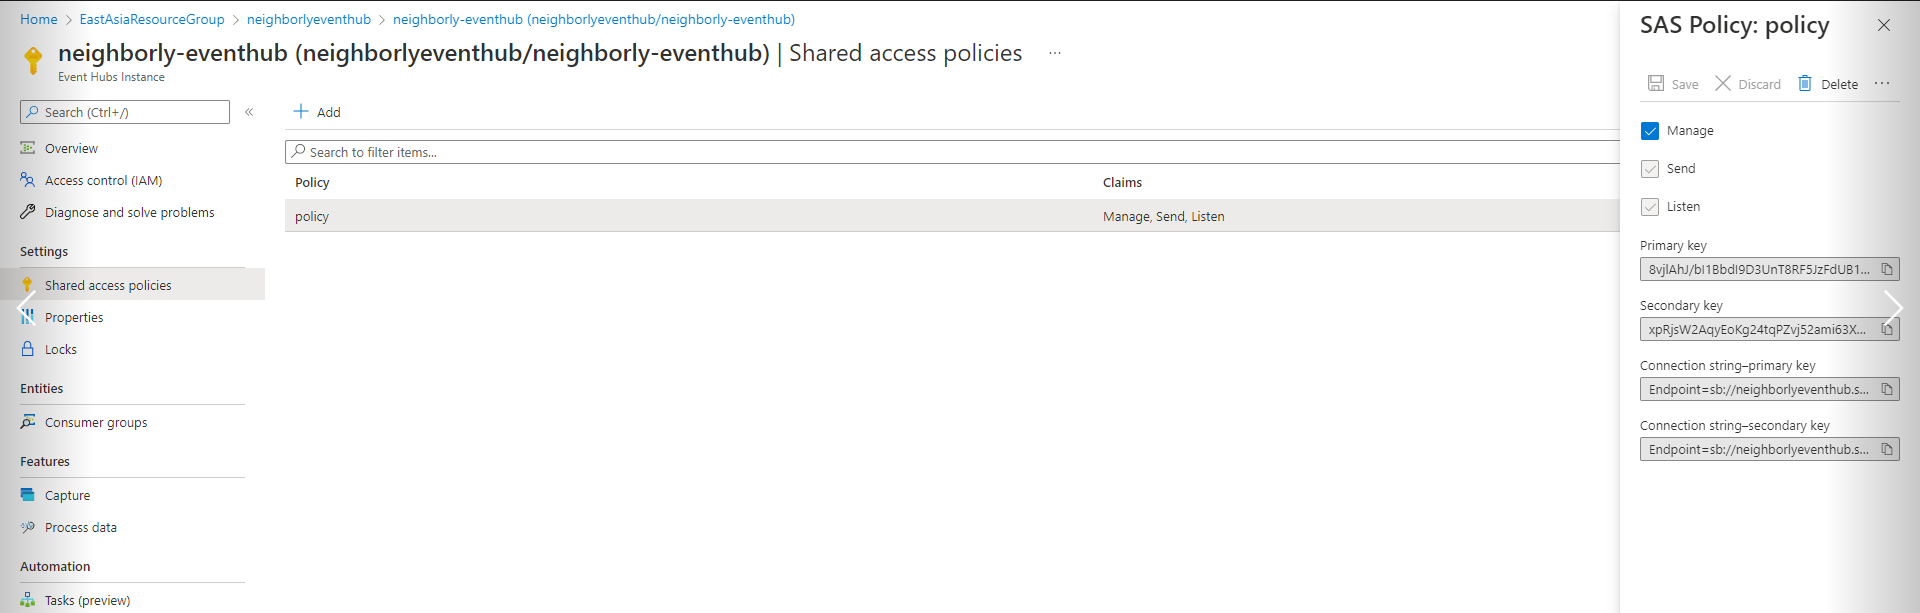 Home > EastAsiaResourceGroup > neighborlyeventhub > neighborly-eventhub (neighborlyeventhub/neighborly-eventhub)
neighborly-eventhub (neighborlyeventhub/neighborly-eventhub) | Shared access policies ...
Event Hubs Instance
Search (Ctrl+/)
«
Overview
Access control (IAM)
Diagnose and solve problems
Settings
Shared access policies
Properties
Locks
Entities
Consumer groups
Features
Capture
Process data
Automation
Tasks (preview)
+ Add
Search to filter items...
Policy Claims
policy Manage, Send, Listen
SAS Policy: policy
Save Discard Delete ...
Manage
Send
Listen
Primary key
8vjlAhJ/bI1BbdI9D3UnT8RF5JzFdUB1...
Secondary key
xpRjsW2AqyEoKg24tqPZvj52ami63X...
Connection string–primary key
Endpoint=sb://neighborlyeventhub.s...
Connection string–secondary key
Endpoint=sb://neighborlyeventhub.s...